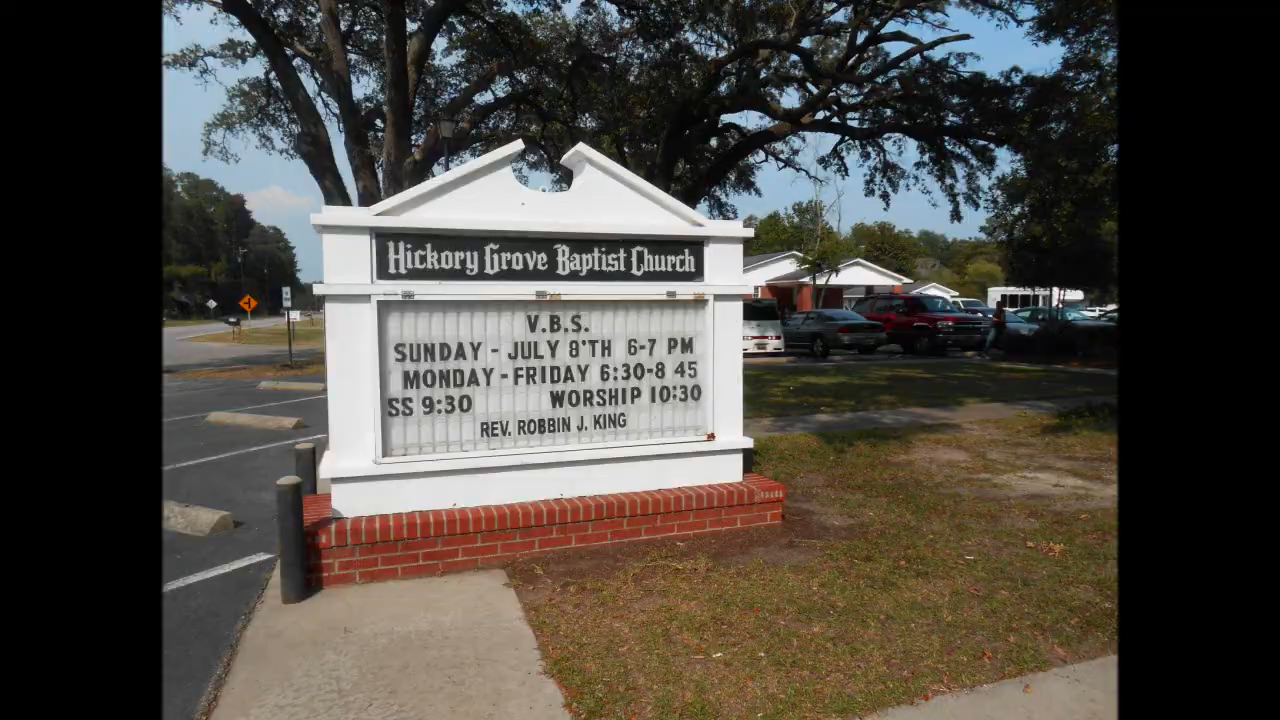 Hickory Grove Baptist Church
V.B.S.
SUNDAY - JULY 8'TH 6-7 PM
MONDAY - FRIDAY 6:30-8 45
SS 9:30 WORSHIP 10:30
REV. ROBBIN J. KING